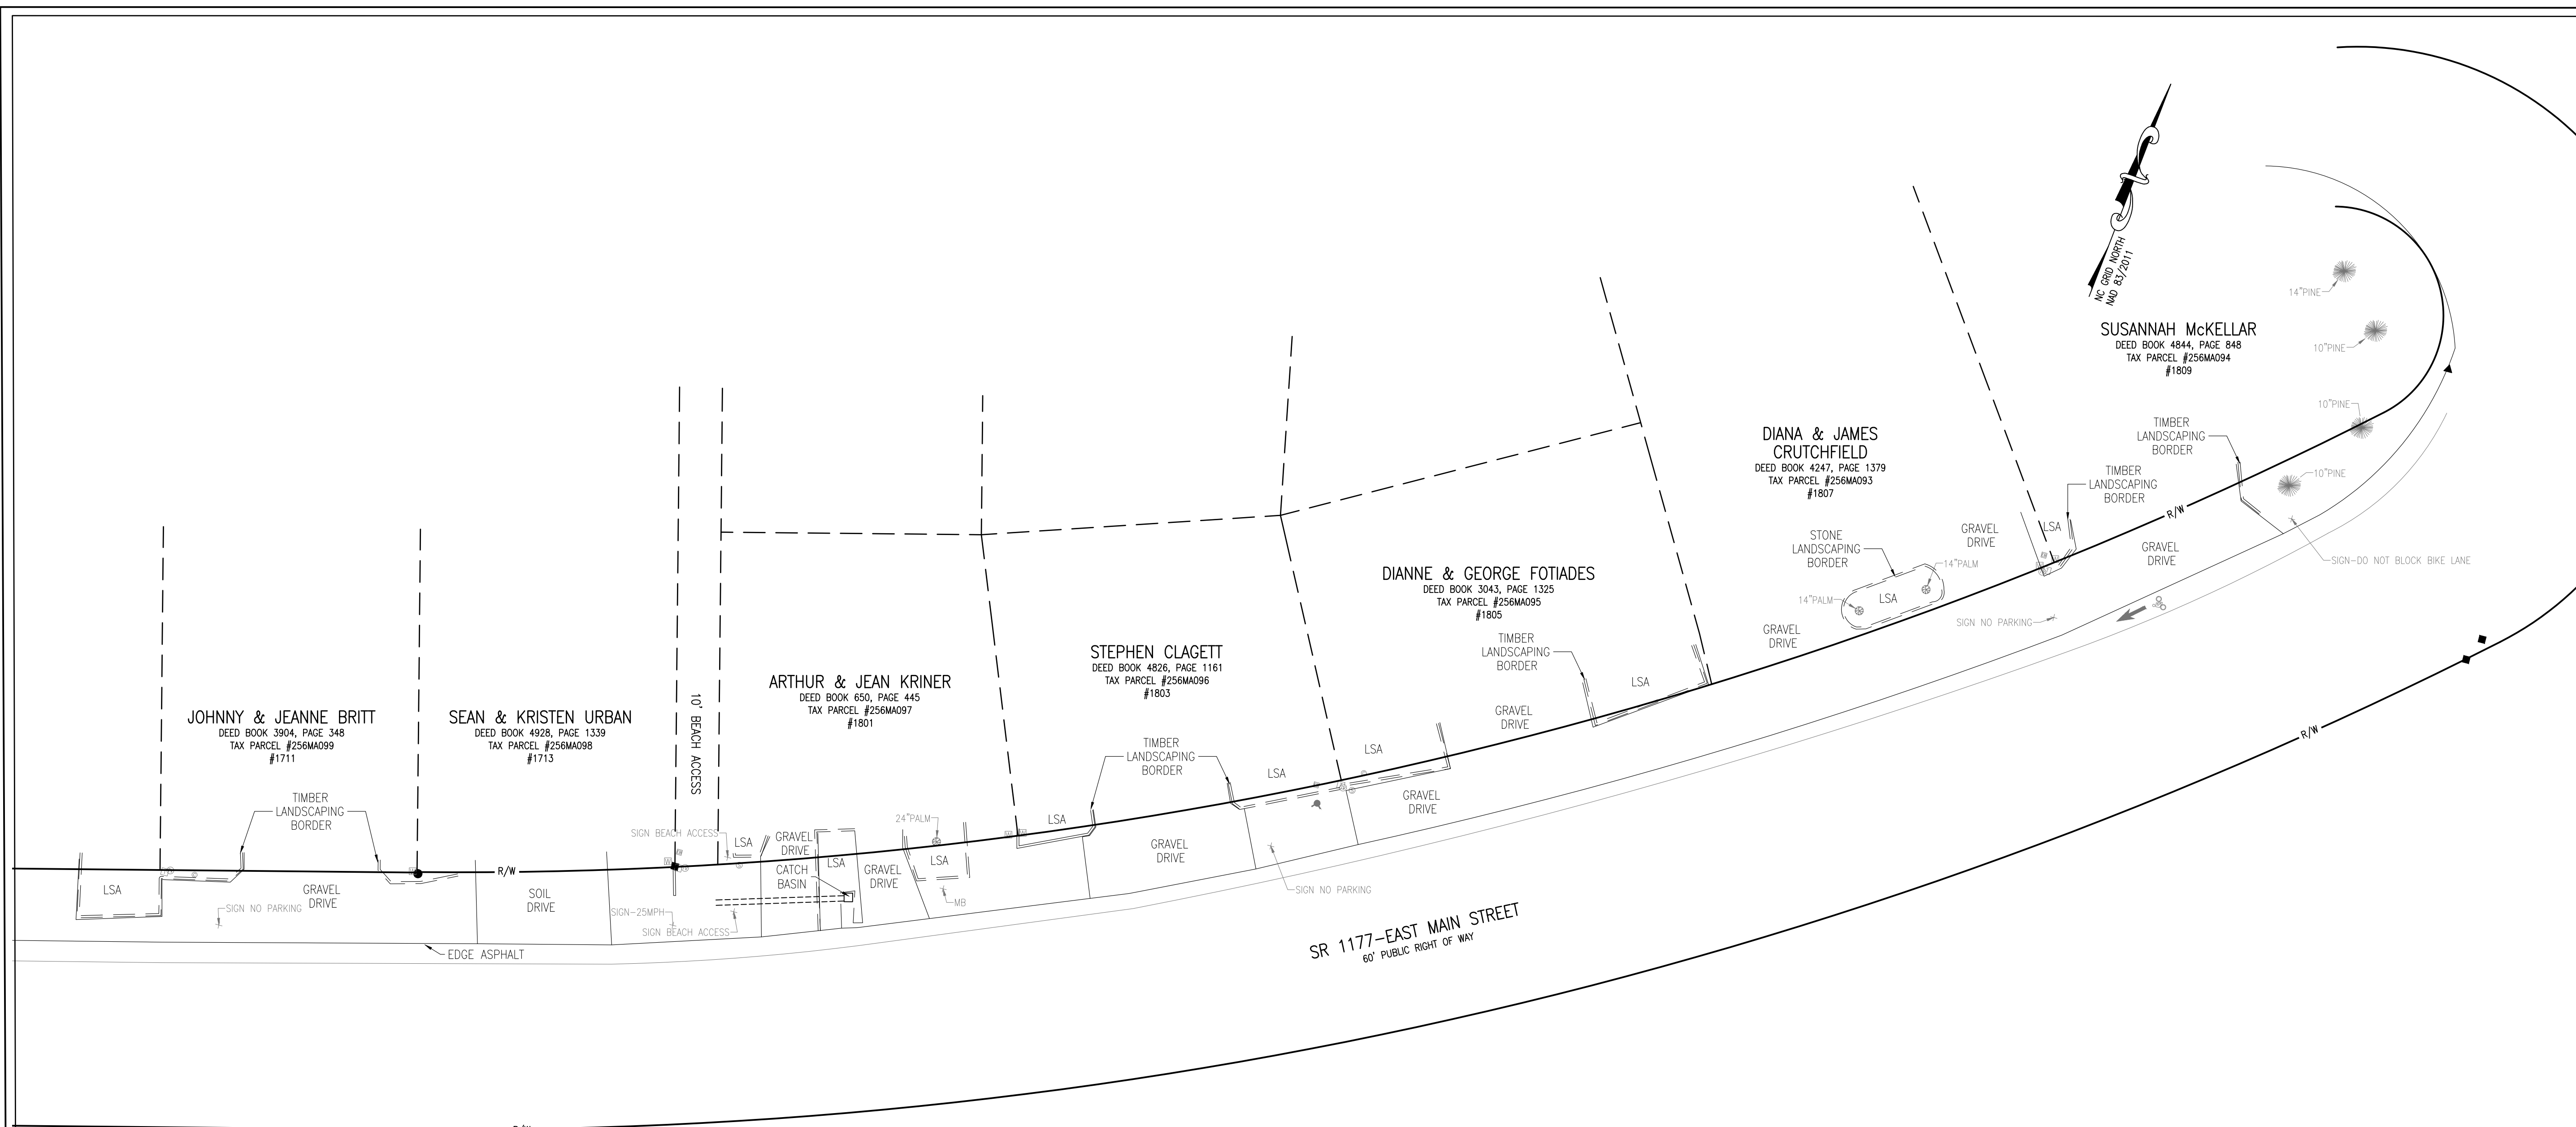 NC GRID NORTH
NAD 83/2011
14"PINE
10"PINE
10"PINE
10"PINE
SUSANNAH McKELLAR
DEED BOOK 4844, PAGE 848
TAX PARCEL #256MA094
#1809
TIMBER
LANDSCAPING
BORDER
TIMBER
LANDSCAPING
BORDER
R/W
GRAVEL
DRIVE
SIGN-DO NOT BLOCK BIKE LANE
DIANA & JAMES
CRUTCHFIELD
DEED BOOK 4247, PAGE 1379
TAX PARCEL #256MA093
#1807
STONE
LANDSCAPING
BORDER
GRAVEL
DRIVE
LSA
14"PALM
14"PALM
LSA
SIGN NO PARKING
GRAVEL
DRIVE
DIANNE & GEORGE FOTIADES
DEED BOOK 3043, PAGE 1325
TAX PARCEL #256MA095
#1805
TIMBER
LANDSCAPING
BORDER
LSA
GRAVEL
DRIVE
LSA
GRAVEL
DRIVE
STEPHEN CLAGETT
DEED BOOK 4826, PAGE 1161
TAX PARCEL #256MA096
#1803
TIMBER
LANDSCAPING
BORDER
LSA
LSA
GRAVEL
DRIVE
SIGN NO PARKING
ARTHUR & JEAN KRINER
DEED BOOK 650, PAGE 445
TAX PARCEL #256MA097
#1801
24"PALM
LSA
GRAVEL
DRIVE
LSA
CATCH
BASIN
GRAVEL
DRIVE
LSA
MB
10' BEACH ACCESS
SIGN BEACH ACCESS
SIGN-25MPH
SIGN BEACH ACCESS
SEAN & KRISTEN URBAN
DEED BOOK 4928, PAGE 1339
TAX PARCEL #256MA098
#1713
R/W
SOIL
DRIVE
JOHNNY & JEANNE BRITT
DEED BOOK 3904, PAGE 348
TAX PARCEL #256MA099
#1711
TIMBER
LANDSCAPING
BORDER
LSA
GRAVEL
DRIVE
SIGN NO PARKING
EDGE ASPHALT
SR 1177-EAST MAIN STREET
60' PUBLIC RIGHT OF WAY
R/W